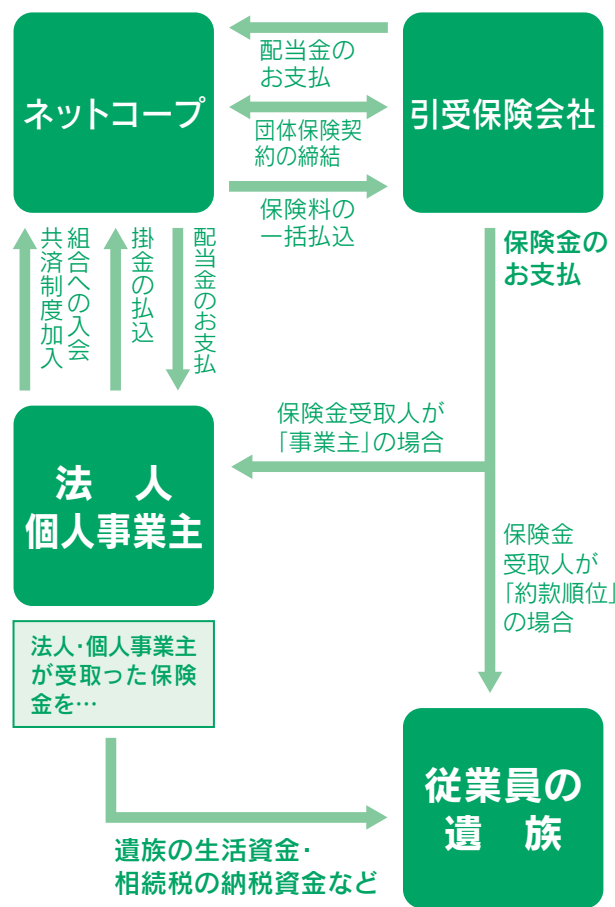 ネットコープ
配当金の
お支払
団体保険契
約の締結
保険料の
一括払込
引受保険会社
組合への入会
共済制度加入
掛金の払込
配当金のお支払
保険金の
お支払
保険金受取人が
「事業主」の場合
法　人
個人事業主
保険金
受取人が
「約款順位」
の場合
法人・個人事業主
が受取った保険
金を…
従業員の
遺　族
遺族の生活資金・
相続税の納税資金など